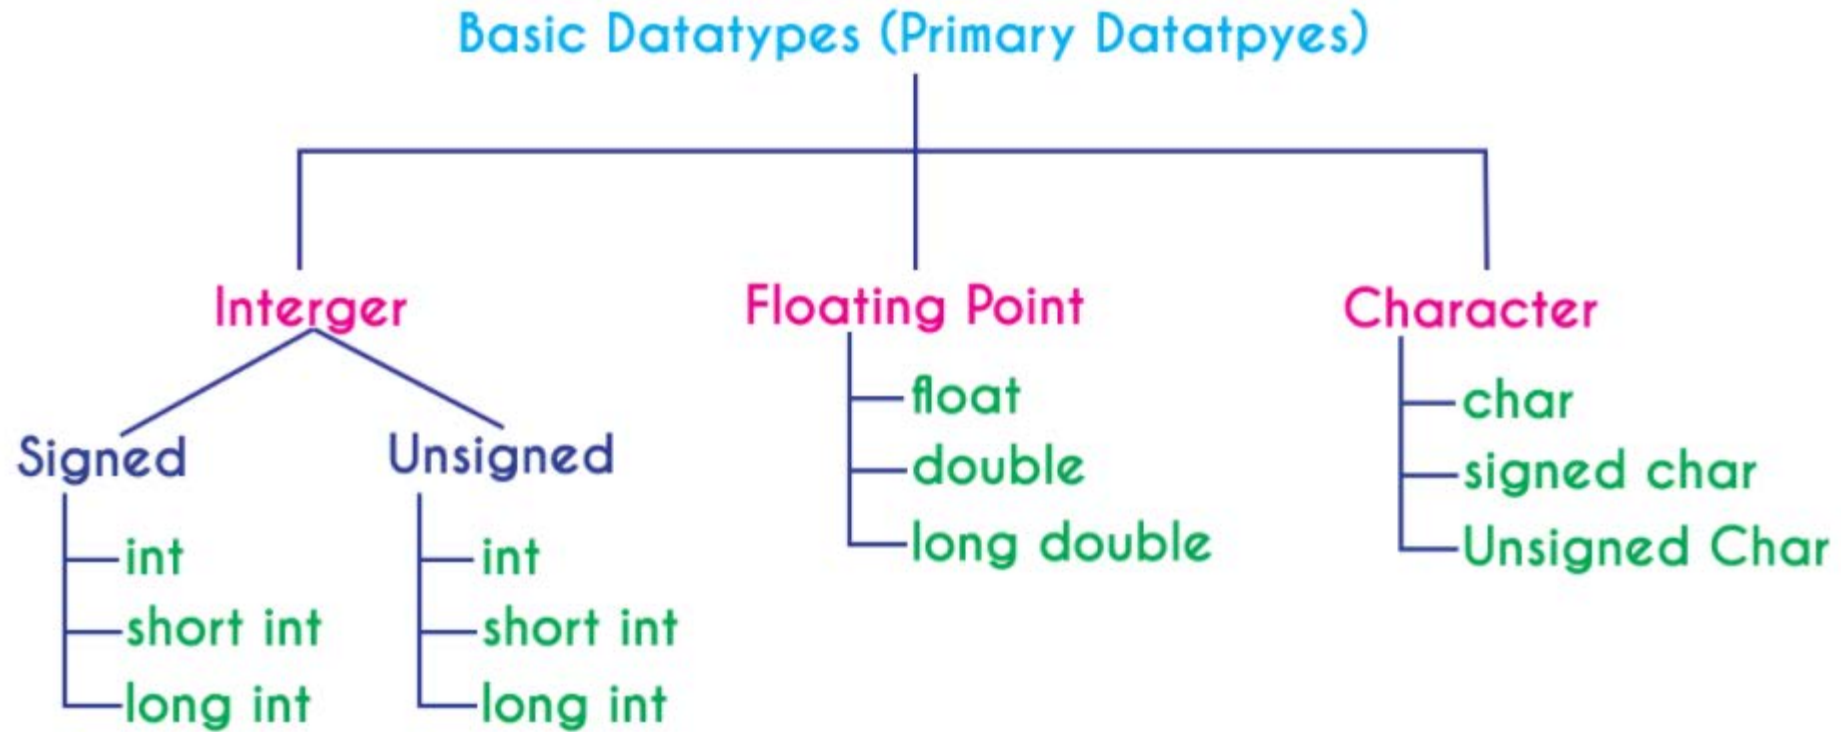 Basic Datatypes (Primary Datatpyes)
Interger
Floating Point
Character
Signed
Unsigned
int
short int
long int
int
short int
long int
float
double
long double
char
signed char
Unsigned Char